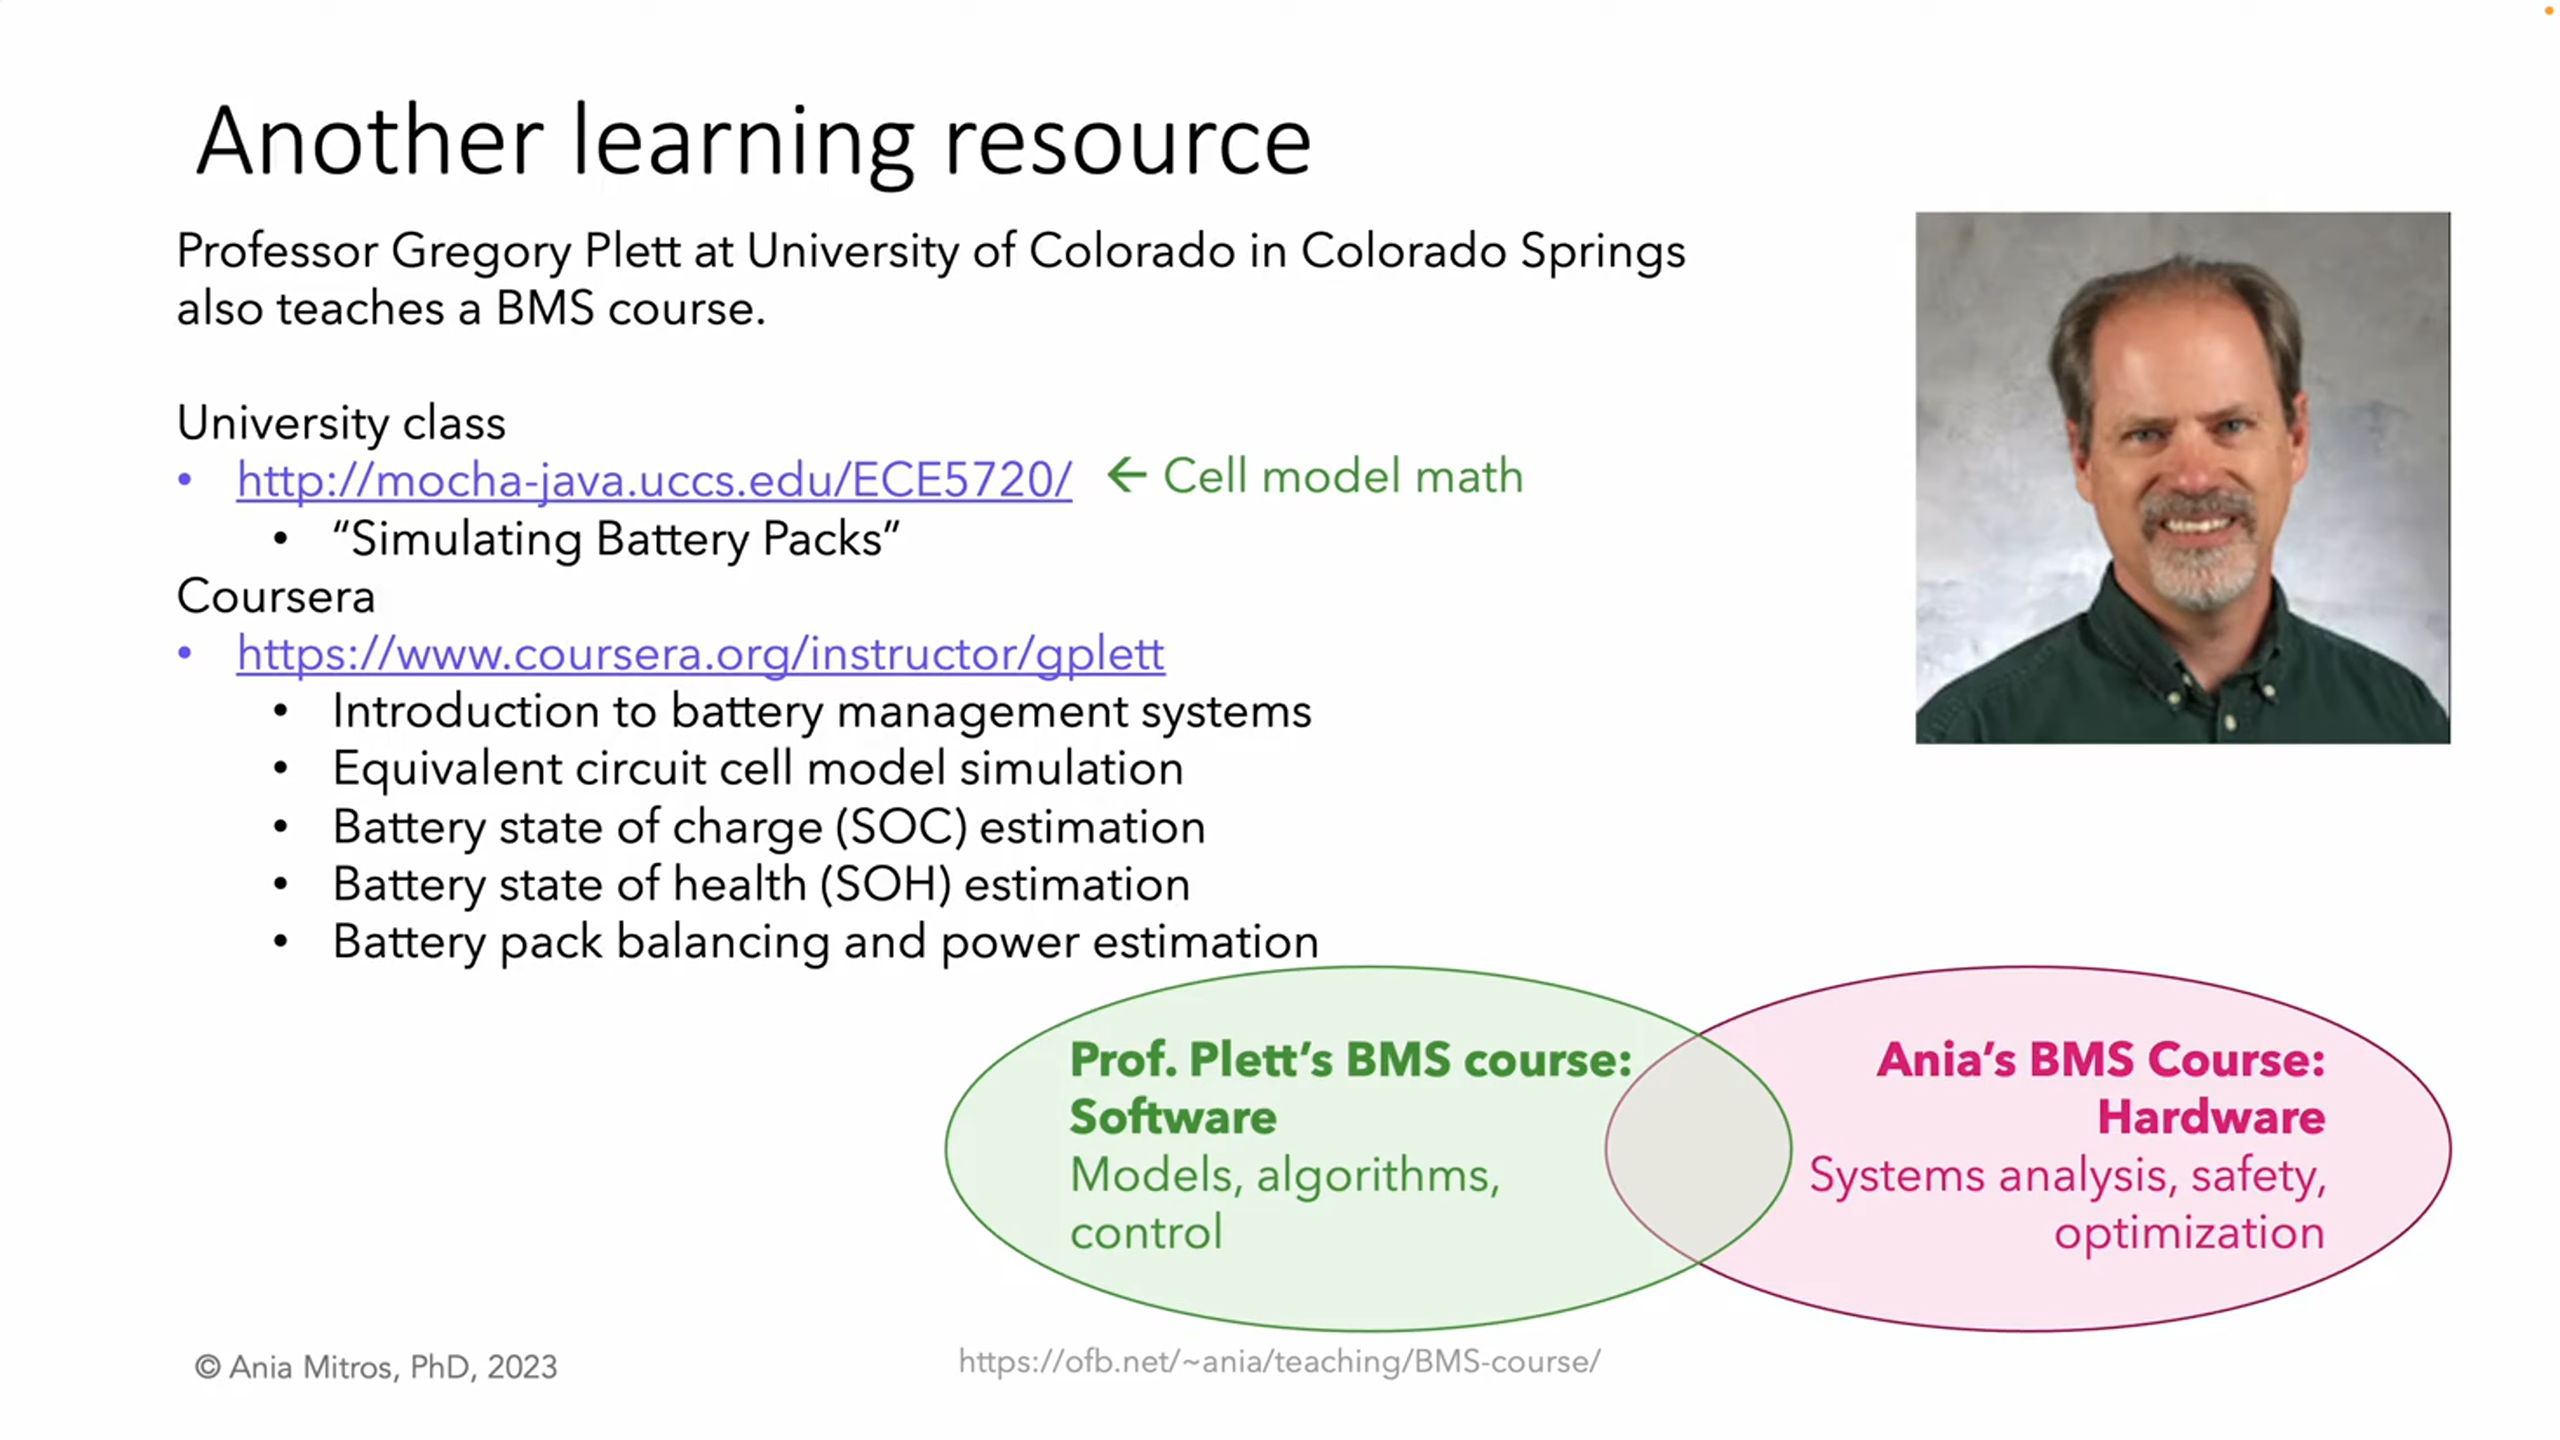 Another learning resource
Professor Gregory Plett at University of Colorado in Colorado Springs
also teaches a BMS course.
University class
• http://mocha-java.uccs.edu/ECE5720/ ← Cell model math
• “Simulating Battery Packs”
Coursera
• https://www.coursera.org/instructor/gplett
• Introduction to battery management systems
• Equivalent circuit cell model simulation
• Battery state of charge (SOC) estimation
• Battery state of health (SOH) estimation
• Battery pack balancing and power estimation
Prof. Plett’s BMS course:
Software
Models, algorithms,
control
Ania’s BMS Course:
Hardware
Systems analysis, safety,
optimization
© Ania Mitros, PhD, 2023
https://ofb.net/~ania/teaching/BMS-course/